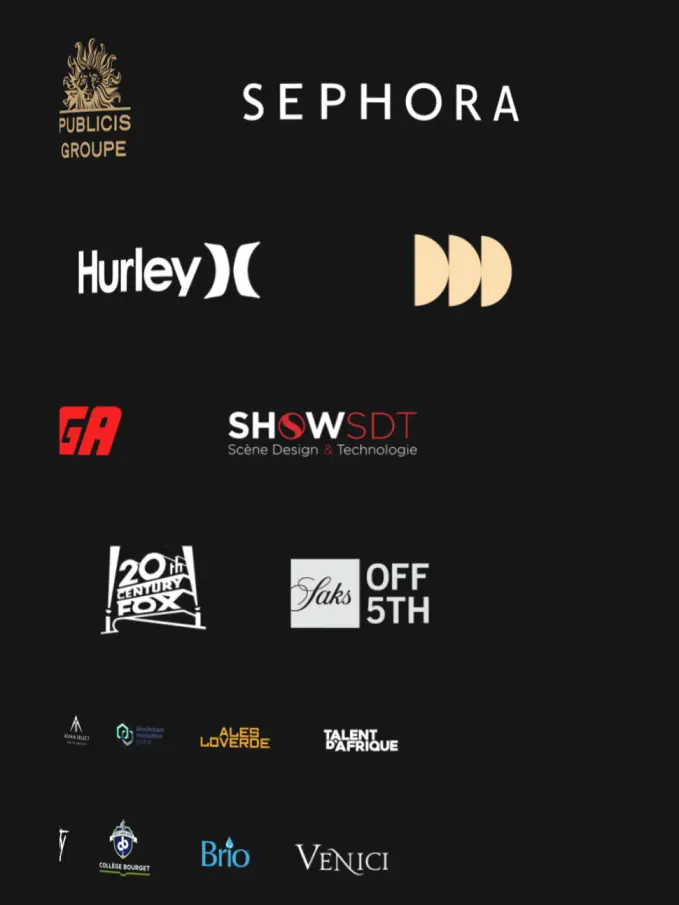 PUBLICIS
GROUPE
SEPHORA
Hurley
GA
SHOWSDT
Scène Design & Technologie
20th
CENTURY
FOX
Saks
OFF
5TH
ALES
LOVERDE
TALENT
D'AFRIQUE
COLLÈGE BOURGET
Brio
VENICI